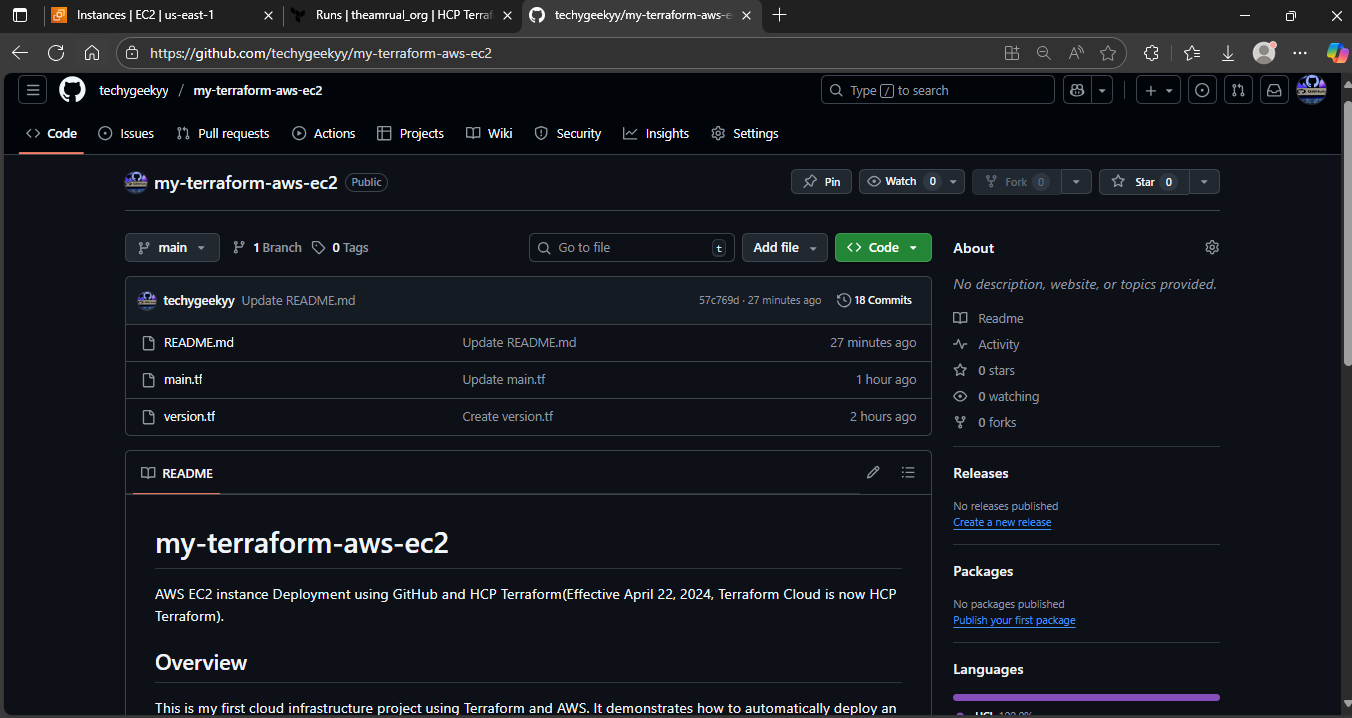 Instances | EC2 | us-east-1
Runs | theamrual_org | HCP Terraf
techygeekyy/my-terraform-aws-e
https://github.com/techygeekyy/my-terraform-aws-ec2
techygeekyy / my-terraform-aws-ec2
Type / to search
Code
Issues
Pull requests
Actions
Projects
Wiki
Security
Insights
Settings
my-terraform-aws-ec2 Public
Pin
Watch 0
Fork 0
Star 0
main
1 Branch
0 Tags
Go to file t
Add file
Code
techygeekyy Update README.md
57c769d · 27 minutes ago
18 Commits
README.md Update README.md 27 minutes ago
main.tf Update main.tf 1 hour ago
version.tf Create version.tf 2 hours ago
README
my-terraform-aws-ec2
AWS EC2 instance Deployment using GitHub and HCP Terraform(Effective April 22, 2024, Terraform Cloud is now HCP
Terraform).
Overview
This is my first cloud infrastructure project using Terraform and AWS. It demonstrates how to automatically deploy an
About
No description, website, or topics provided.
Readme
Activity
0 stars
0 watching
0 forks
Releases
No releases published
Create a new release
Packages
No packages published
Publish your first package
Languages
HCL 100.0%